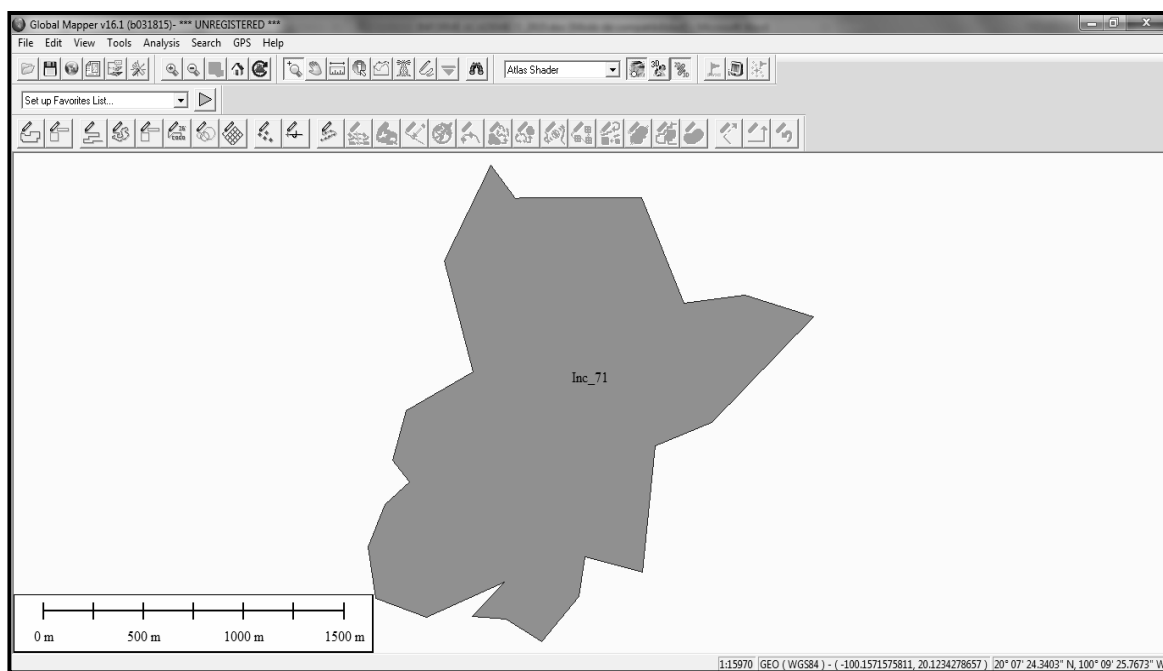 Global Mapper v16.1 (b031815)- *** UNREGISTERED ***
File Edit View Tools Analysis Search GPS Help
Atlas Shader
Set up Favorites List...
Inc_71
0 m 500 m 1000 m 1500 m
1:15970 GEO ( WGS84 ) - ( -100.1571575811, 20.1234278657 ) 20° 07' 24.3403" N, 100° 09' 25.7673" W